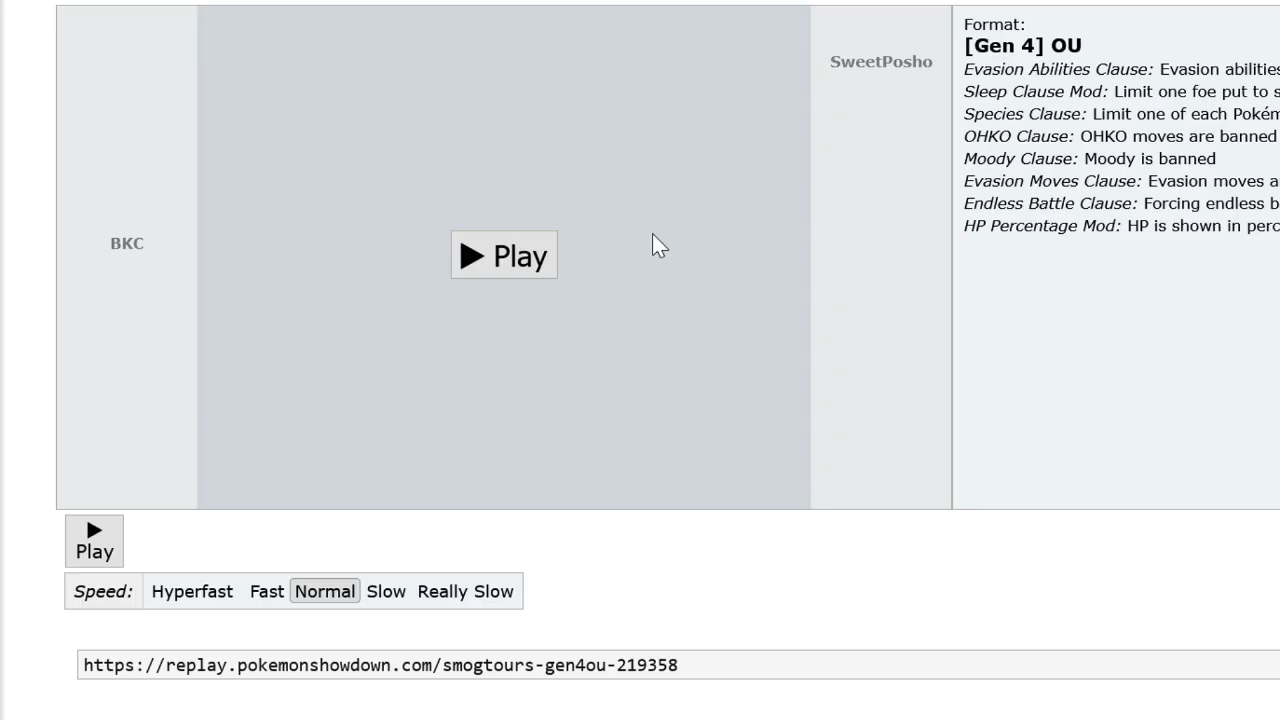 BKC
SweetPosho
Play
Format:
[Gen 4] OU
Evasion Abilities Clause: Evasion abilities
Sleep Clause Mod: Limit one foe put to s
Species Clause: Limit one of each Pokém
OHKO Clause: OHKO moves are banned
Moody Clause: Moody is banned
Evasion Moves Clause: Evasion moves a
Endless Battle Clause: Forcing endless b
HP Percentage Mod: HP is shown in perc
Play
Speed: Hyperfast Fast Normal Slow Really Slow
https://replay.pokemonshowdown.com/smogtours-gen4ou-219358